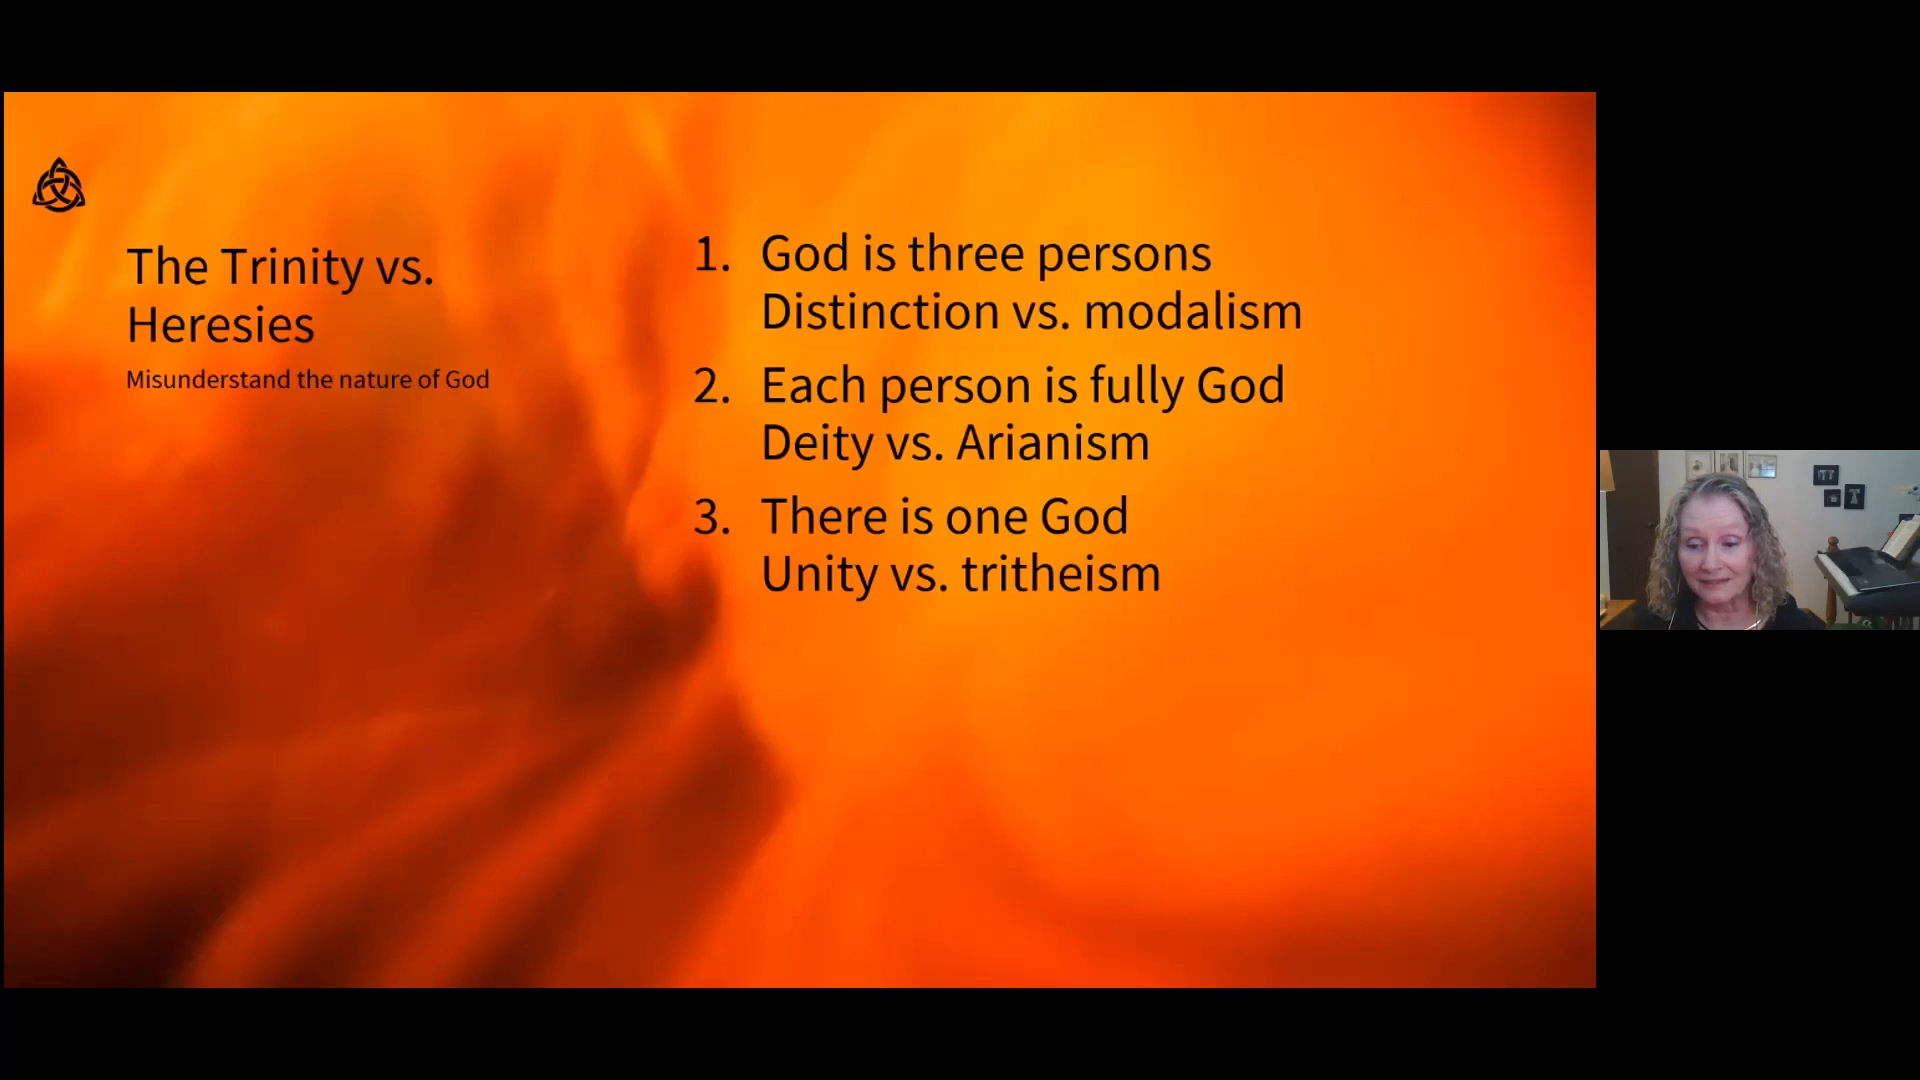 The Trinity vs.
Heresies
Misunderstand the nature of God
1. God is three persons
Distinction vs. modalism
2. Each person is fully God
Deity vs. Arianism
3. There is one God
Unity vs. tritheism